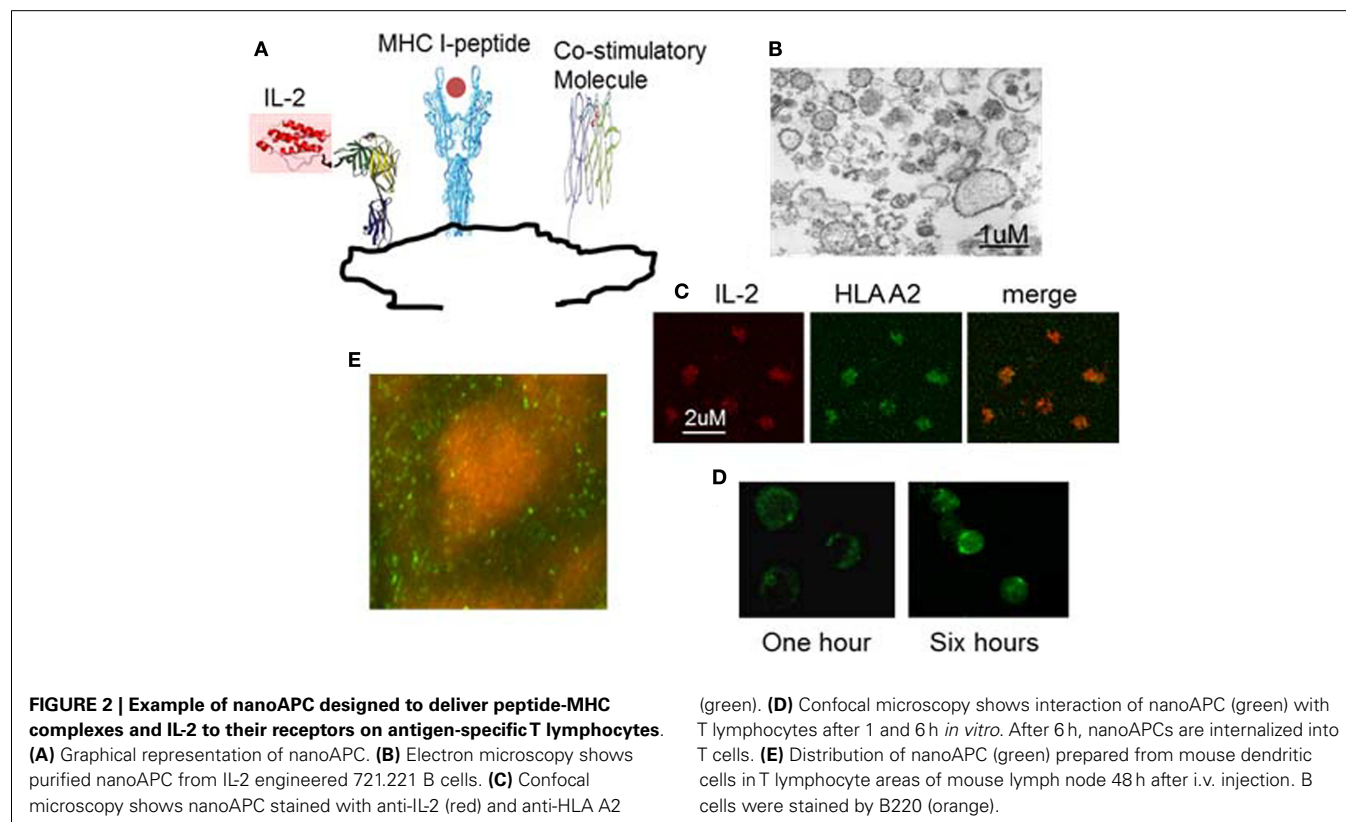 A
MHC I-peptide
Co-stimulatory
Molecule
IL-2
B
1uM
C
IL-2
HLA A2
merge
2uM
E
D
One hour
Six hours
FIGURE 2 | Example of nanoAPC designed to deliver peptide-MHC
complexes and IL-2 to their receptors on antigen-specific T lymphocytes.
(A) Graphical representation of nanoAPC. (B) Electron microscopy shows
purified nanoAPC from IL-2 engineered 721.221 B cells. (C) Confocal
microscopy shows nanoAPC stained with anti-IL-2 (red) and anti-HLA A2
(green). (D) Confocal microscopy shows interaction of nanoAPC (green) with
T lymphocytes after 1 and 6 h in vitro. After 6 h, nanoAPCs are internalized into
T cells. (E) Distribution of nanoAPC (green) prepared from mouse dendritic
cells in T lymphocyte areas of mouse lymph node 48 h after i.v. injection. B
cells were stained by B220 (orange).